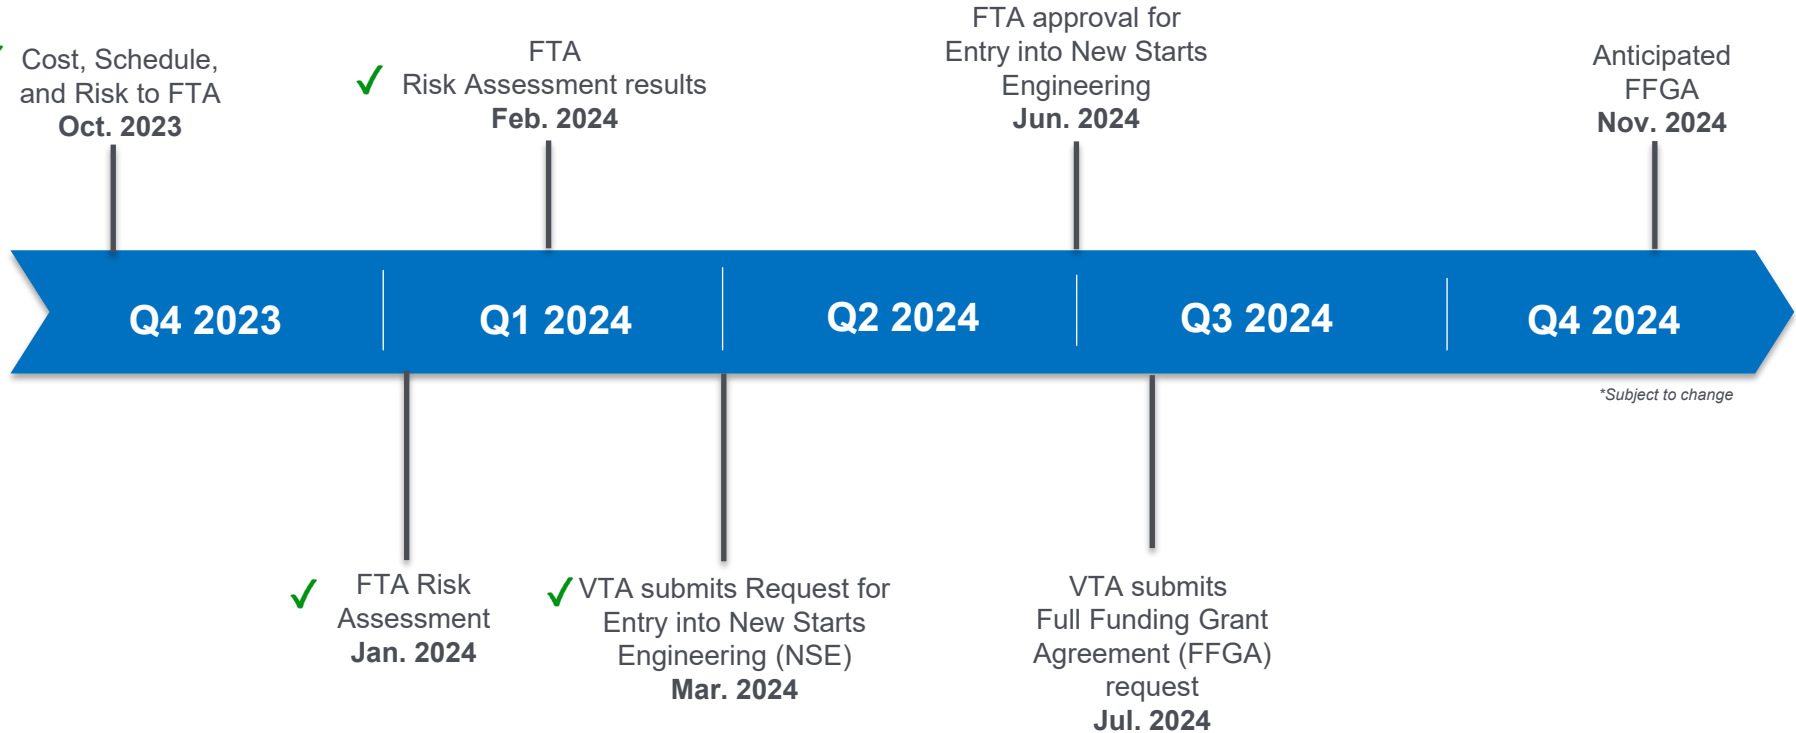 Cost, Schedule,
and Risk to FTA
Oct. 2023
FTA
Risk Assessment results
Feb. 2024
FTA approval for
Entry into New Starts
Engineering
Jun. 2024
Anticipated
FFGA
Nov. 2024
Q4 2023
Q1 2024
Q2 2024
Q3 2024
Q4 2024
*Subject to change
FTA Risk
Assessment
Jan. 2024
VTA submits Request for
Entry into New Starts
Engineering (NSE)
Mar. 2024
VTA submits
Full Funding Grant
Agreement (FFGA)
request
Jul. 2024